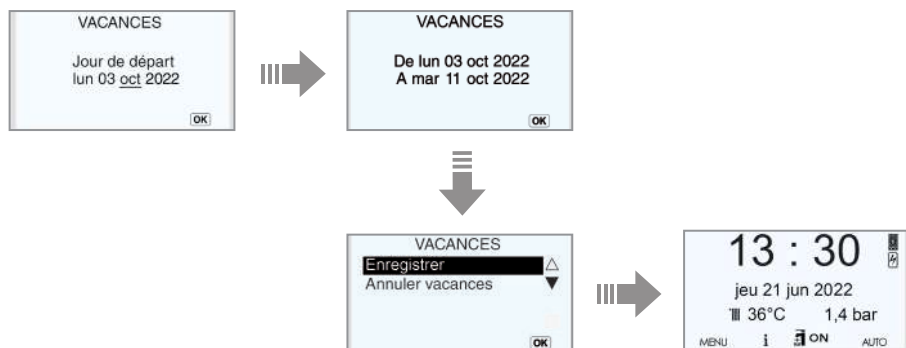 VACANCES
Jour de départ
lun 03 oct 2022
OK
VACANCES
De lun 03 oct 2022
A mar 11 oct 2022
OK
VACANCES
Enregistrer
Annuler vacances
OK
13 : 30
jeu 21 jun 2022
36°C 1,4 bar
MENU i ON AUTO